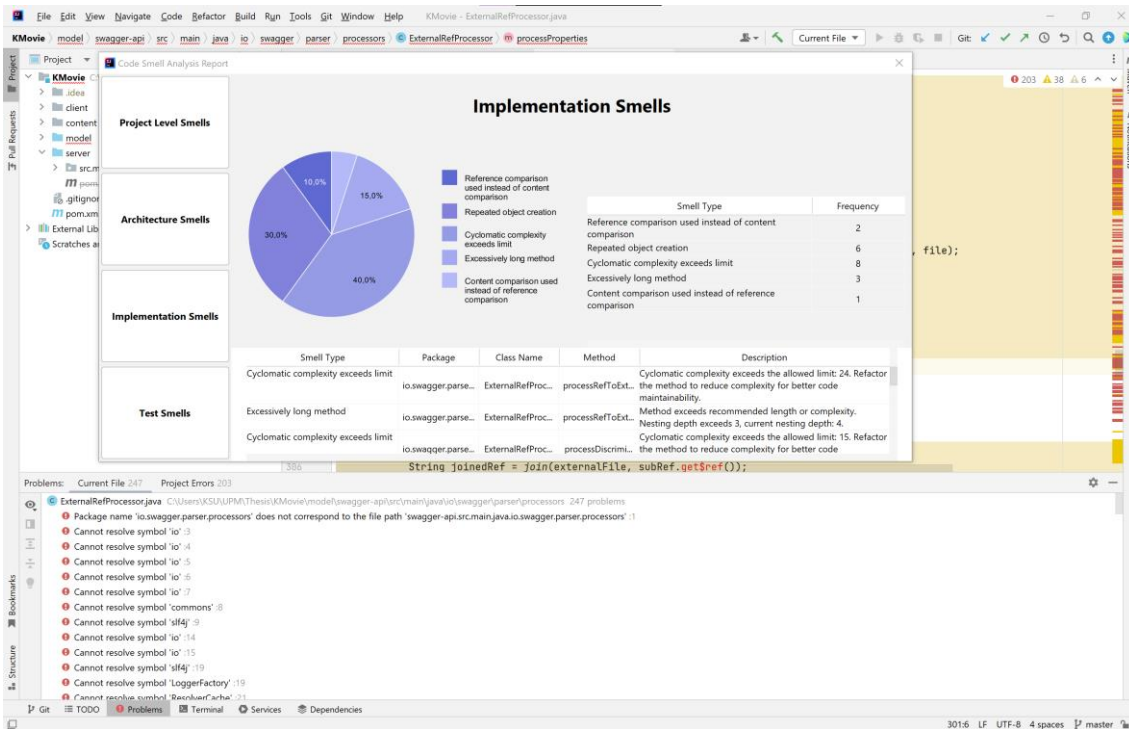 File Edit View Navigate Code Refactor Build Run Tools Git Window Help KMovie - ExternalRefProcessor.java
KMovie model swagger-api src main java io swagger parser processors ExternalRefProcessor processProperties Current File Git:
Project
Code Smell Analysis Report
203 38 6
KMovie
.idea
client
content
model
server
src.m
pom
.gitignor
pom.xm
External Lib
Scratches a
Project
Pull Requests
Bookmarks
Structure
Project Level Smells
Architecture Smells
Implementation Smells
Test Smells
Implementation Smells
10,0%
15,0%
30,0%
40,0%
Reference comparison
used instead of content
comparison
Repeated object creation
Cyclomatic complexity
exceeds limit
Excessively long method
Content comparison used
instead of reference
comparison
Smell Type Frequency
Reference comparison used instead of content
comparison 2
Repeated object creation 6
Cyclomatic complexity exceeds limit 8
Excessively long method 3
Content comparison used instead of reference
comparison 1
, file);
Smell Type Package Class Name Method Description
Cyclomatic complexity exceeds limit io.swagger.parse... ExternalRefProc... processRefToExt... Cyclomatic complexity exceeds the allowed limit: 24. Refactor
the method to reduce complexity for better code
maintainability.
Excessively long method io.swagger.parse... ExternalRefProc... processRefToExt... Method exceeds recommended length or complexity.
Nesting depth exceeds 3, current nesting depth: 4.
Cyclomatic complexity exceeds limit io.swagger.parse... ExternalRefProc... processDiscrimi... Cyclomatic complexity exceeds the allowed limit: 15. Refactor
the method to reduce complexity for better code
306 String joinedRef = join(externalFile, subRef.get$ref());
Problems: Current File 247 Project Errors 203
ExternalRefProcessor.java C:\Users\KSU\UPM\Thesis\KMovie\model\swagger-api\src\main\java\io\swagger\parser\processors 247 problems
Package name 'io.swagger.parser.processors' does not correspond to the file path 'swagger-api.src.main.java.io.swagger.parser.processors' :1
Cannot resolve symbol 'io' :3
Cannot resolve symbol 'io' :4
Cannot resolve symbol 'io' :5
Cannot resolve symbol 'io' :6
Cannot resolve symbol 'io' :7
Cannot resolve symbol 'commons' :8
Cannot resolve symbol 'slf4j' :9
Cannot resolve symbol 'io' :14
Cannot resolve symbol 'io' :15
Cannot resolve symbol 'slf4j' :19
Cannot resolve symbol 'LoggerFactory' :19
Cannot resolve symbol 'ResolverCache' :21
Git TODO Problems Terminal Services Dependencies
301:6 LF UTF-8 4 spaces master